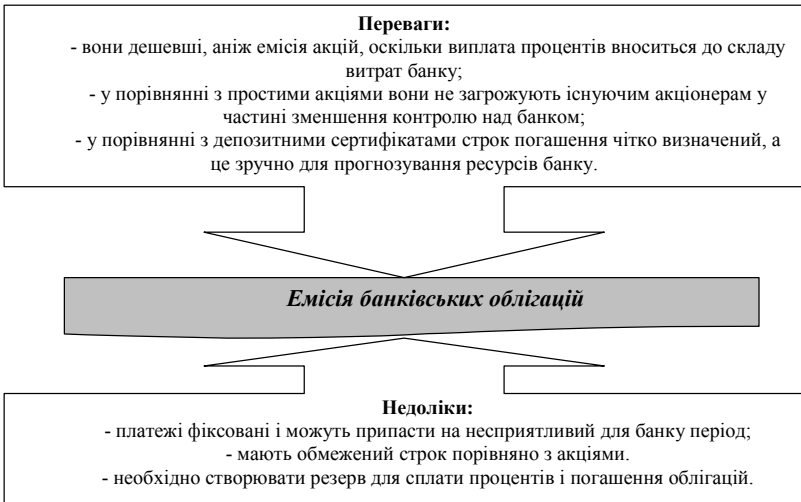 Переваги:
- вони дешевші, аніж емісія акцій, оскільки виплата процентів вноситься до складу
витрат банку;
- у порівнянні з простими акціями вони не загрожують існуючим акціонерам у
частині зменшення контролю над банком;
- у порівнянні з депозитними сертифікатами строк погашення чітко визначений, а
це зручно для прогнозування ресурсів банку.
Емісія банківських облігацій
Недоліки:
- платежі фіксовані і можуть припасти на несприятливий для банку період;
- мають обмежений строк порівняно з акціями.
- необхідно створювати резерв для сплати процентів і погашення облігацій.